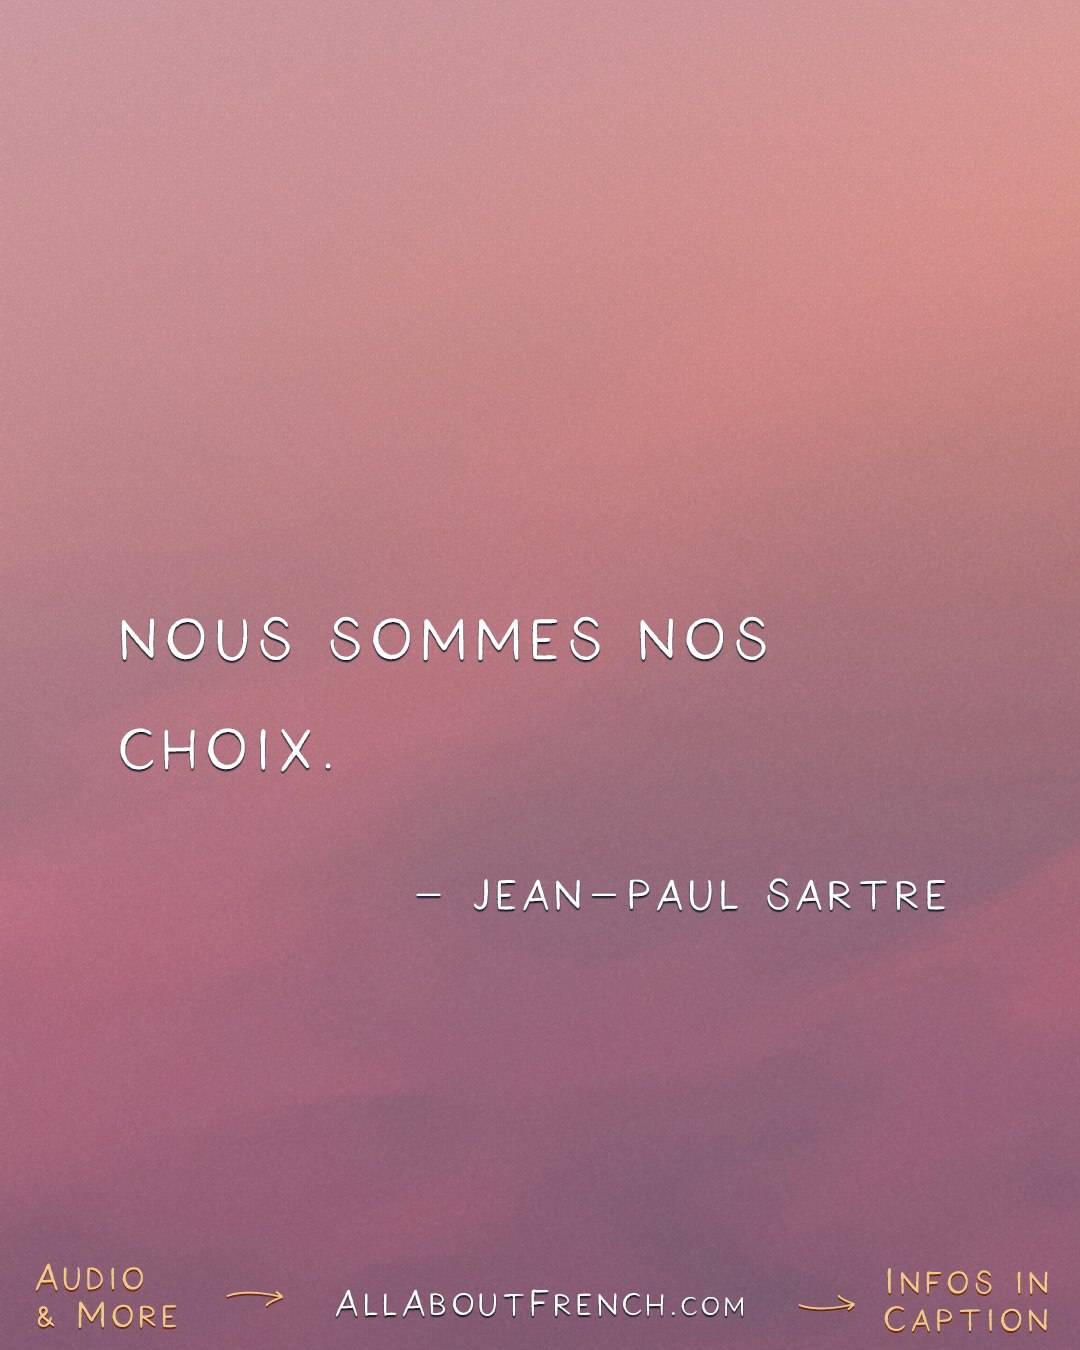 NOUS SOMMES NOS
CHOIX.
– JEAN-PAUL SARTRE
AUDIO
& MORE
ALLABOUTFRENCH.COM
INFOS IN
CAPTION